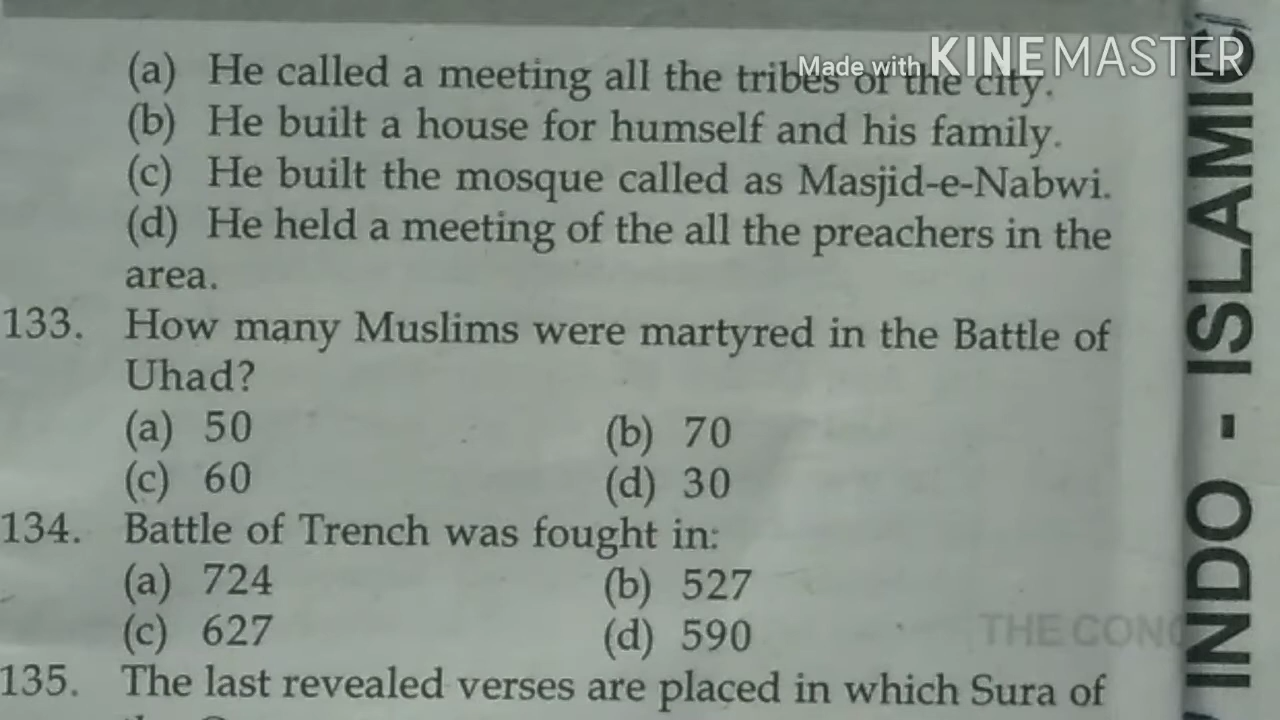 (a) He called a meeting all the tribes of the city.
(b) He built a house for humself and his family.
(c) He built the mosque called as Masjid-e-Nabwi.
(d) He held a meeting of the all the preachers in the
area.
133. How many Muslims were martyred in the Battle of
Uhad?
(a) 50 (b) 70
(c) 60 (d) 30
134. Battle of Trench was fought in:
(a) 724 (b) 527
(c) 627 (d) 590
135. The last revealed verses are placed in which Sura of
Made with KINEMASTER
INDO - ISLAMIC
THE CON